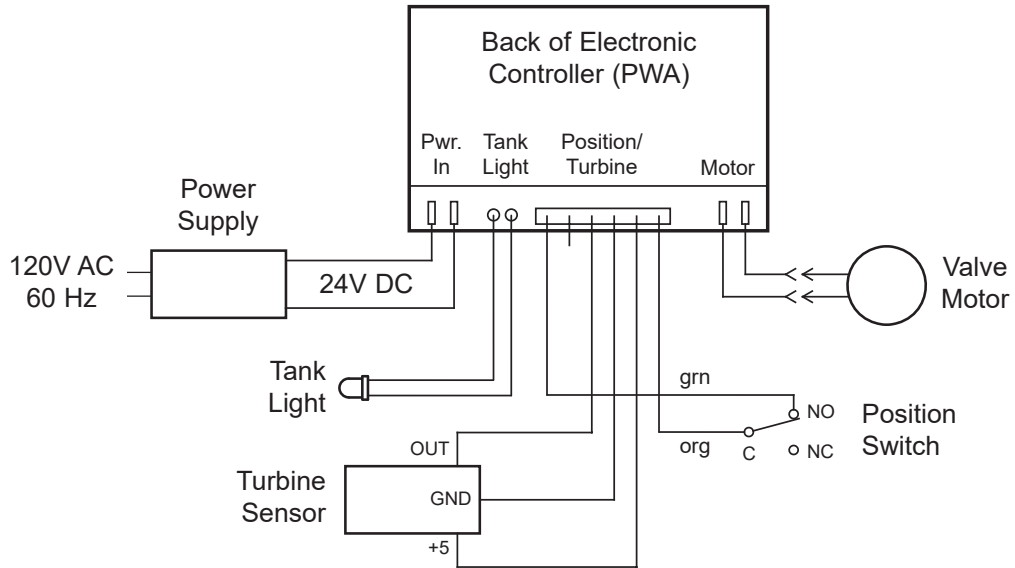 Back of Electronic
Controller (PWA)
Pwr.
In
Tank
Light
Position/
Turbine
Motor
Power
Supply
120V AC
60 Hz
24V DC
Valve
Motor
Tank
Light
grn
NO
Position
Switch
org
C
NC
OUT
Turbine
Sensor
GND
+5